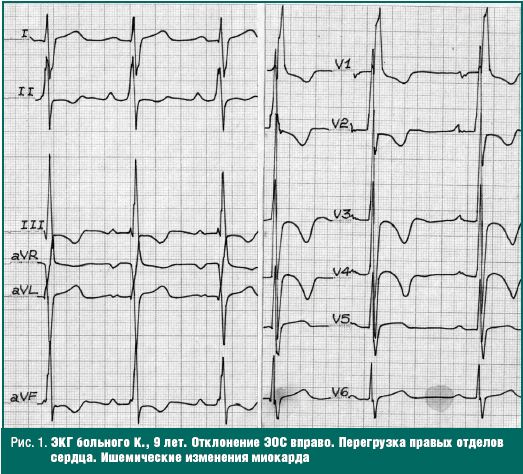 I
II
III
aVR
aVL
aVF
V1
V2
V3
V4
V5
V6
Рис. 1. ЭКГ больного К., 9 лет. Отклонение ЭОС вправо. Перегрузка правых отделов
сердца. Ишемические изменения миокарда